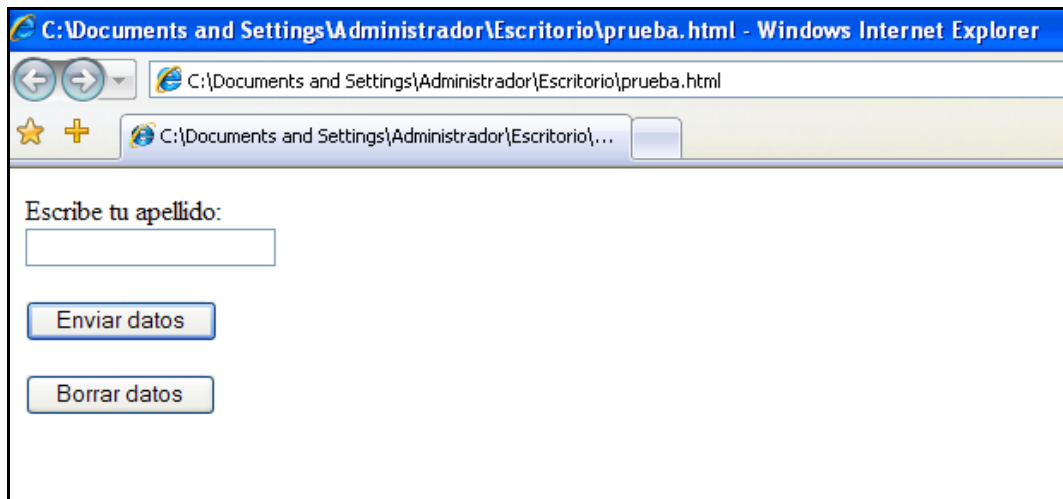 C:\Documents and Settings\Administrador\Escritorio\prueba.html - Windows Internet Explorer
C:\Documents and Settings\Administrador\Escritorio\prueba.html
C:\Documents and Settings\Administrador\Escritorio\...
Escribe tu apellido:
Enviar datos
Borrar datos